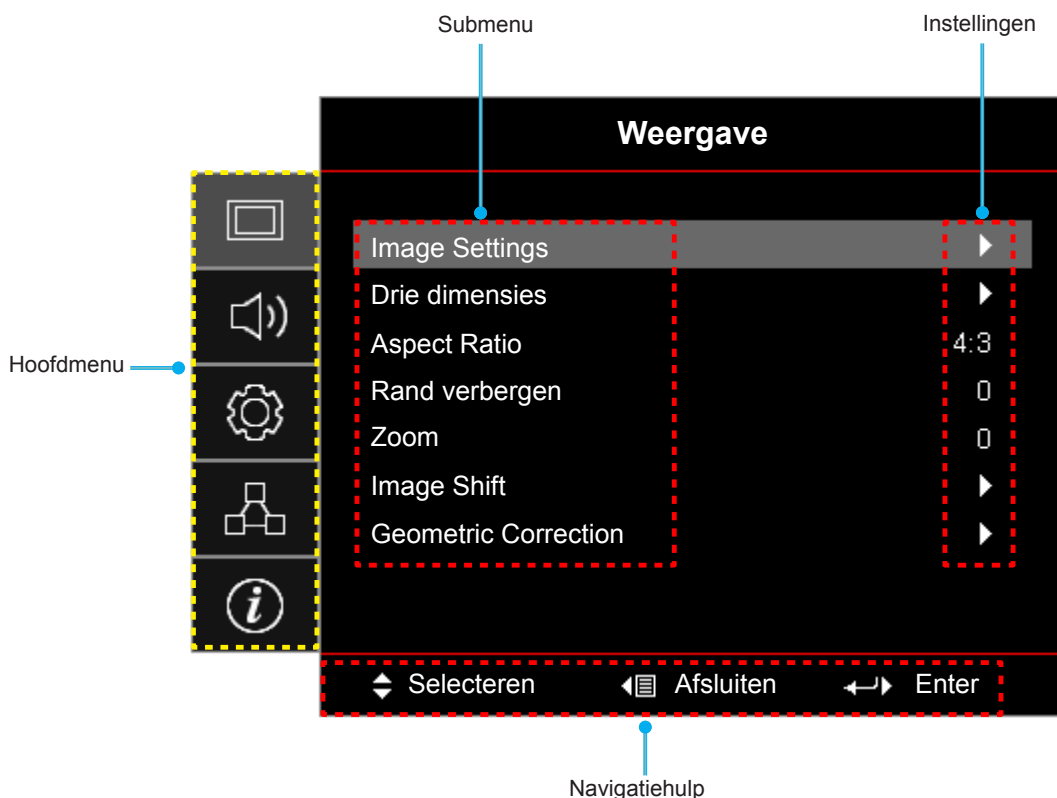 Submenu
Instellingen
Weergave
Hoofdmenu
Image Settings
Drie dimensies
Aspect Ratio 4:3
Rand verbergen 0
Zoom 0
Image Shift
Geometric Correction
i
Selecteren Afsluiten Enter
Navigatiehulp